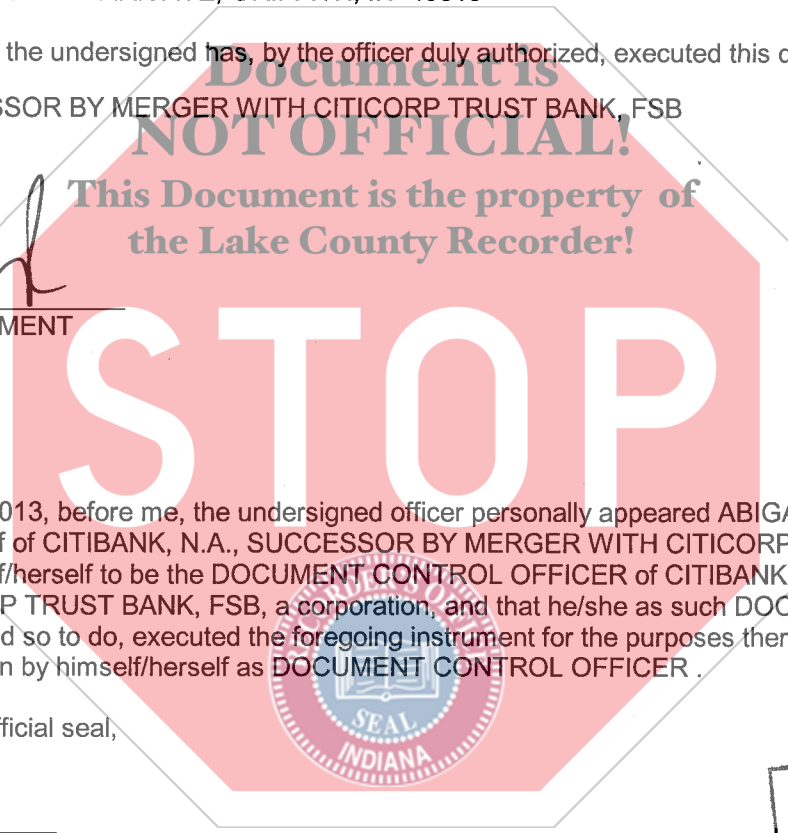 the undersigned has, by the officer duly authorized, executed this
Document is
SSOR BY MERGER WITH CITICORP TRUST BANK, FSB
NOT OFFICIAL!
This Document is the property of
the Lake County Recorder!
MENT
STOP
013, before me, the undersigned officer personally appeared ABIGA
f of CITIBANK, N.A., SUCCESSOR BY MERGER WITH CITICORP
f/herself to be the DOCUMENT CONTROL OFFICER of CITIBANK
P TRUST BANK, FSB, a corporation, and that he/she as such DOC
d so to do, executed the foregoing instrument for the purposes ther
n by himself/herself as DOCUMENT CONTROL OFFICER .
RECORDER'S OFFICE
SEAL
INDIANA
ficial seal,